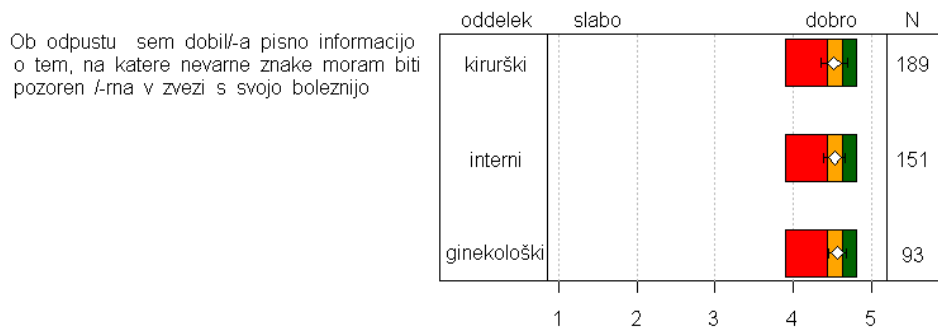 oddelek slabo dobro N
Ob odpustu sem dobil/-a pisno informacijo
o tem, na katere nevarne znake moram biti
pozoren /-rna v zvezi s svojo boleznijo
kirurški 189
interni 151
ginekološki 93
1 2 3 4 5